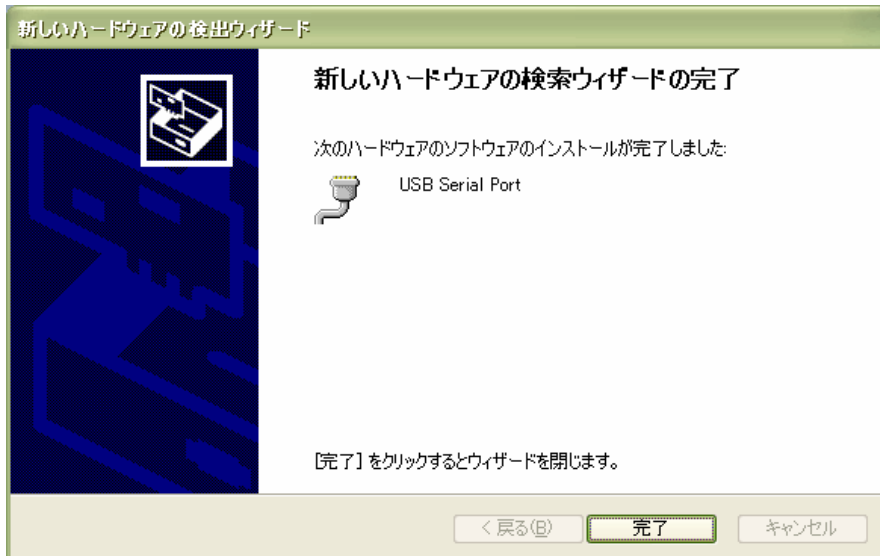 新しいハードウェアの検出ウィザード
新しいハードウェアの検索ウィザードの完了
次のハードウェアのソフトウェアのインストールが完了しました:
USB Serial Port
[完了] をクリックするとウィザードを閉じます。
< 戻る(B)
完了
キャンセル